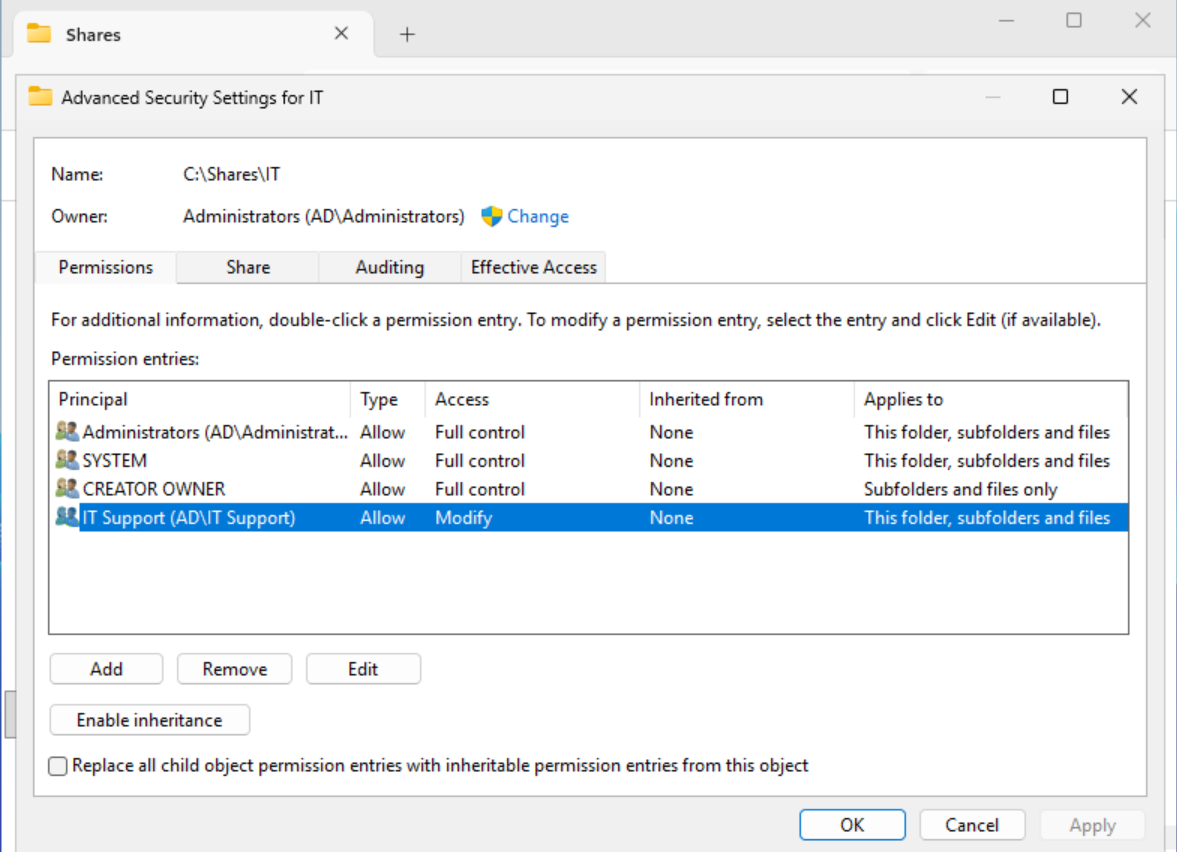 Shares
Advanced Security Settings for IT
Name: C:\Shares\IT
Owner: Administrators (AD\Administrators) Change
Permissions Share Auditing Effective Access
For additional information, double-click a permission entry. To modify a permission entry, select the entry and click Edit (if available).
Permission entries:
Principal Type Access Inherited from Applies to
Administrators (AD\Administrat... Allow Full control None This folder, subfolders and files
SYSTEM Allow Full control None This folder, subfolders and files
CREATOR OWNER Allow Full control None Subfolders and files only
IT Support (AD\IT Support) Allow Modify None This folder, subfolders and files
Add Remove Edit
Enable inheritance
Replace all child object permission entries with inheritable permission entries from this object
OK Cancel Apply